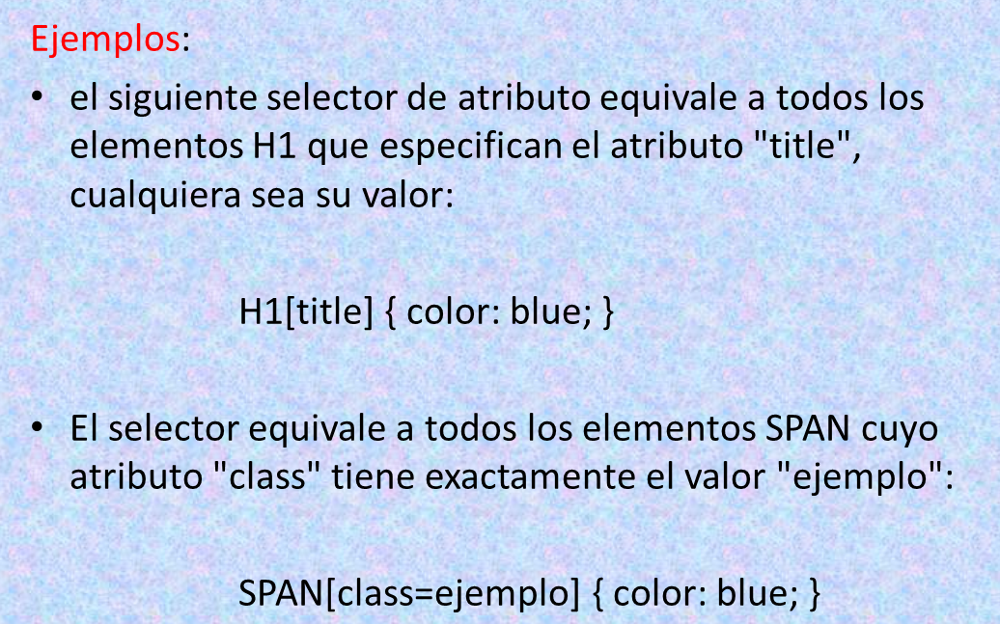 Ejemplos:
• el siguiente selector de atributo equivale a todos los
elementos H1 que especifican el atributo "title",
cualquiera sea su valor:
H1[title] { color: blue; }
• El selector equivale a todos los elementos SPAN cuyo
atributo "class" tiene exactamente el valor "ejemplo":
SPAN[class=ejemplo] { color: blue; }